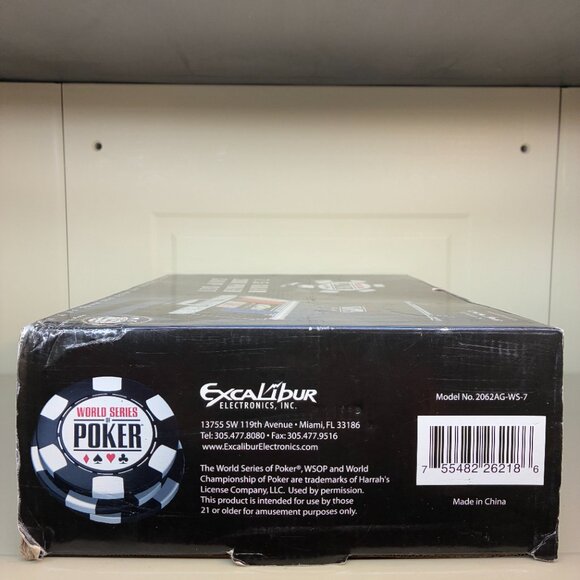 WORLD SERIES
OF
POKER
EXCALIBUR
ELECTRONICS, INC.
13755 SW 119th Avenue • Miami, FL 33186
Tel: 305.477.8080 • Fax: 305.477.9516
www.ExcaliburElectronics.com
The World Series of Poker®, WSOP and World
Championship of Poker are trademarks of Harrah's
License Company, LLC. Used by permission.
This product is intended for use by those
21 or older for amusement purposes only.
Model No. 2062AG-WS-7
7 55482 26218 6
Made in China